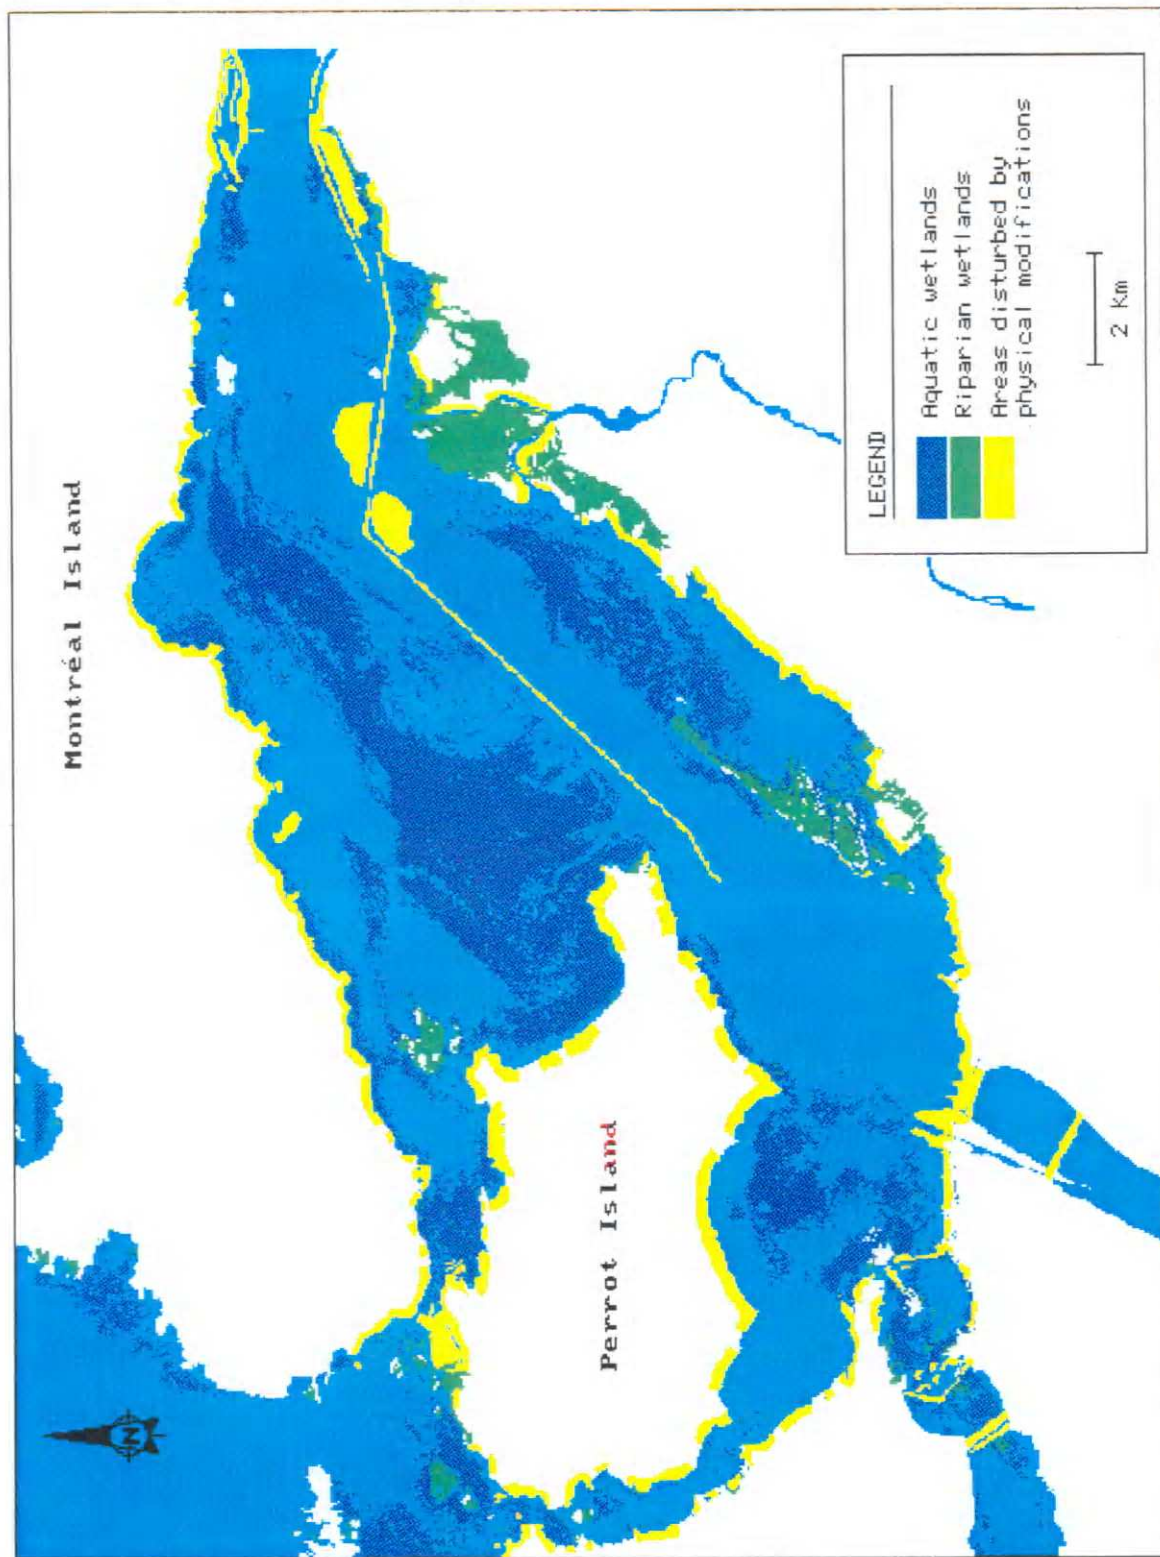 Montréal Island
Perrot Island
N
LEGEND
Aquatic wetlands
Riparian wetlands
Areas disturbed by
physical modifications
2 Km